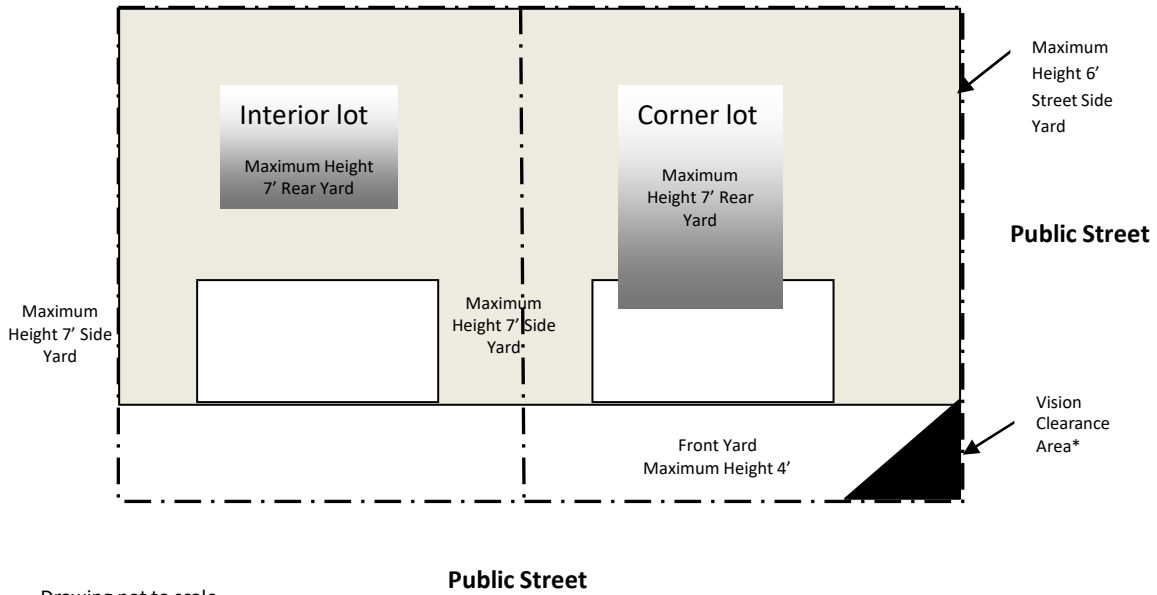 Maximum
Height 6’
Street Side
Yard
Interior lot
Maximum Height
7’ Rear Yard
Corner lot
Maximum
Height 7’ Rear
Yard
Public Street
Maximum
Height 7’ Side
Yard
Maximum
Height 7’ Side
Yard
Vision
Clearance
Area*
Front Yard
Maximum Height 4’
Public Street
Drawing not to scale